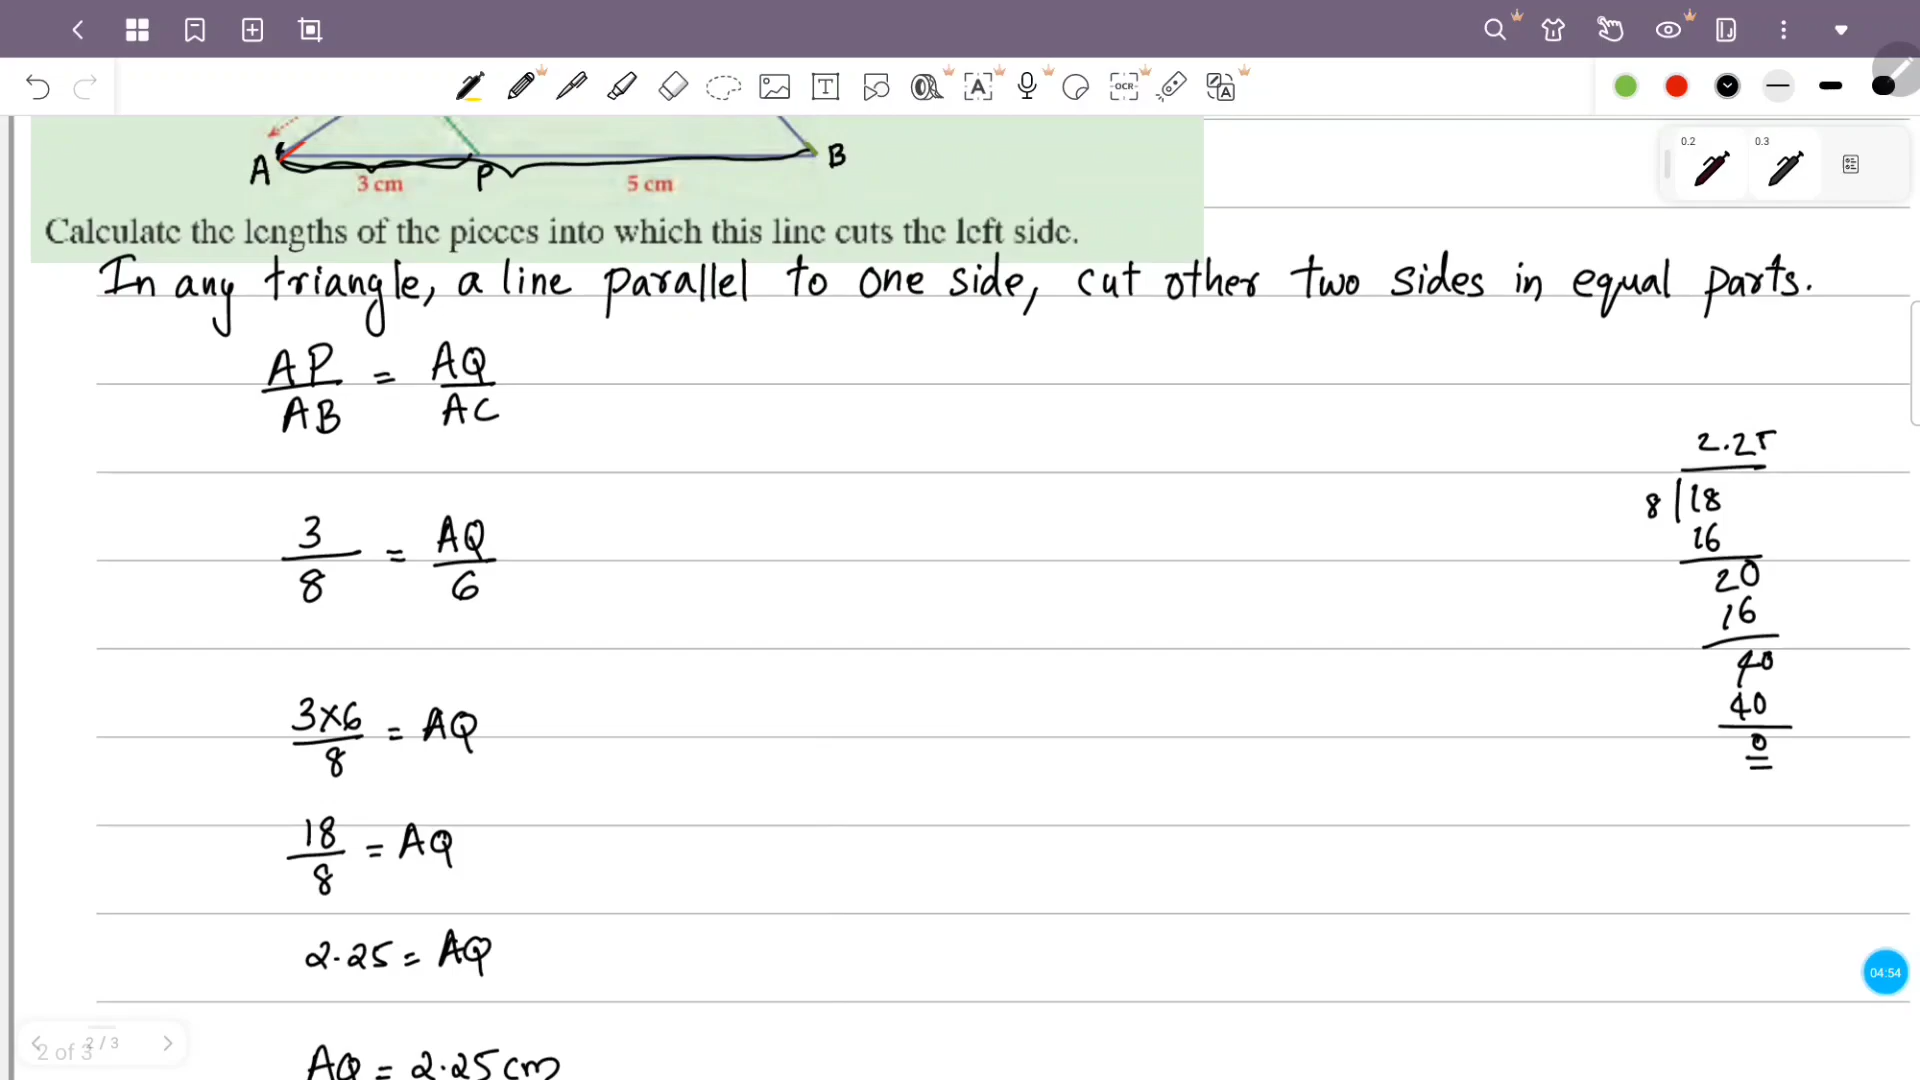 OCR
0.2
0.3
A
P
B
3 cm
5 cm
Calculate the lengths of the pieces into which this line cuts the left side.
In any triangle, a line parallel to one side, cut other two sides in equal parts.
AP/AB = AQ/AC
3/8 = AQ/6
3×6/8 = AQ
18/8 = AQ
2.25 = AQ
AQ = 2.25 cm
2.25
8 18
16
20
16
40
40
0
04:54
2 / 3
2 of 3